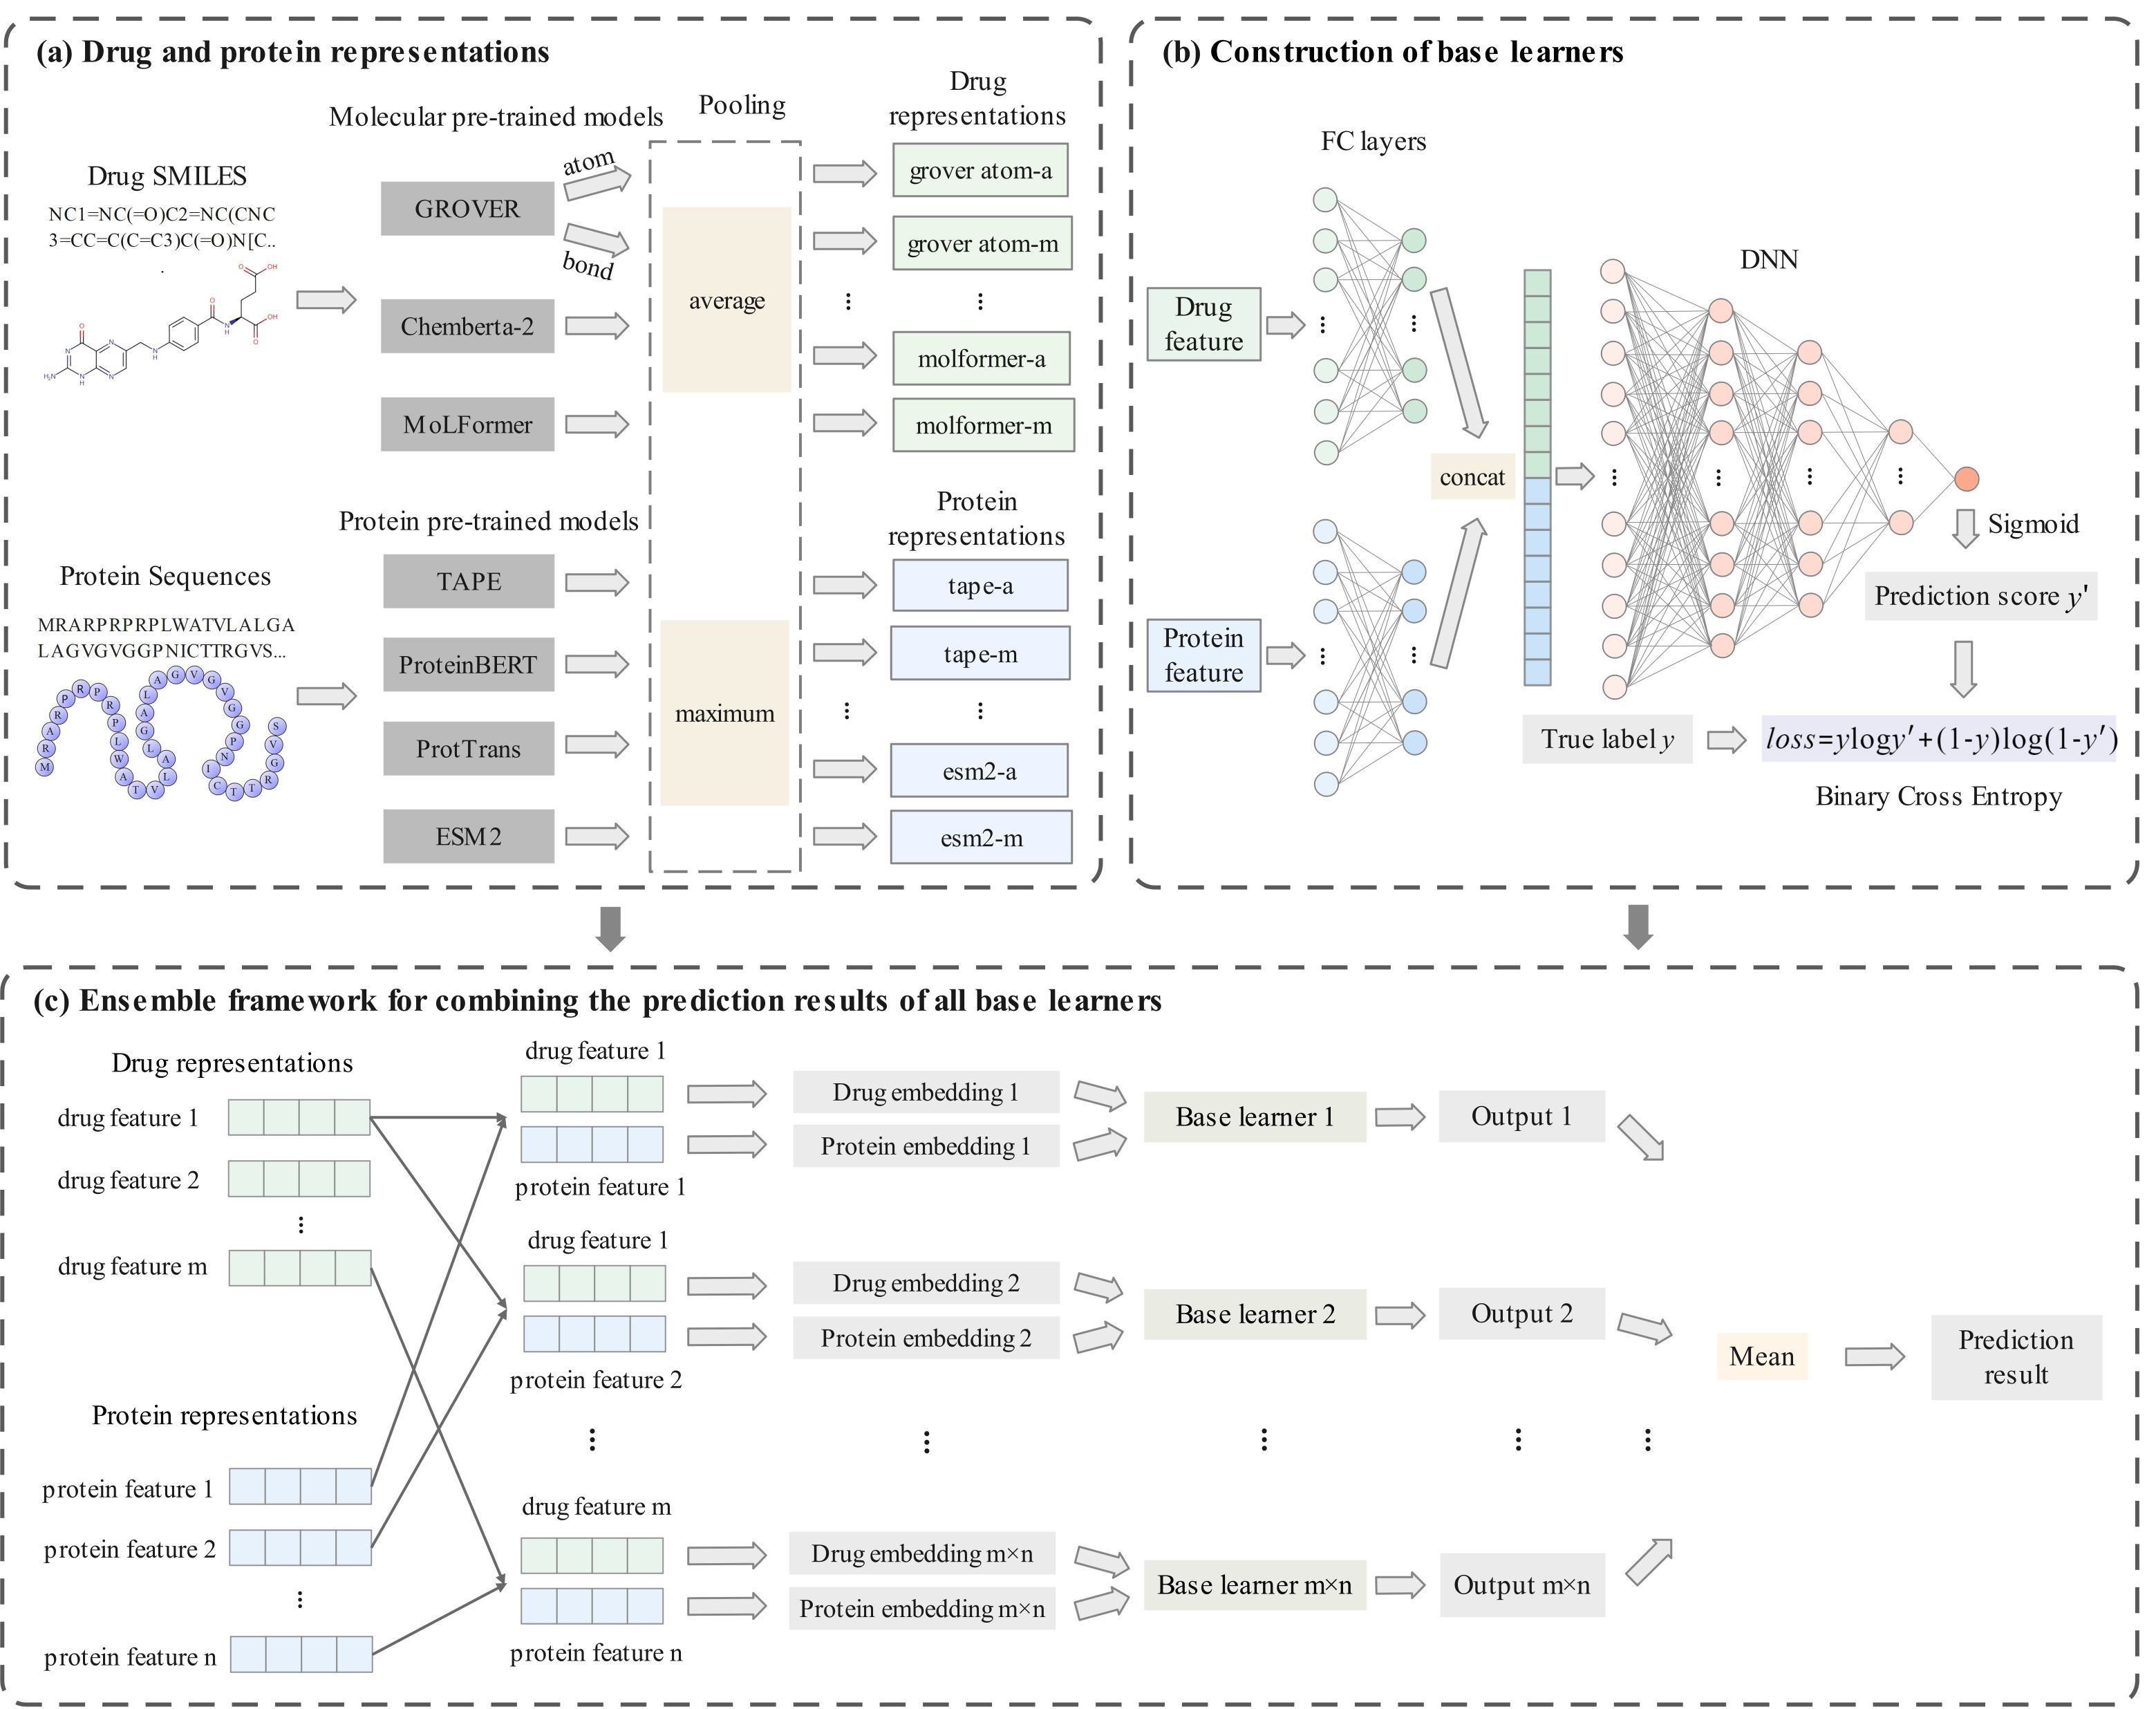 (a) Drug and protein representations
Molecular pre-trained models
Pooling
Drug
representations
Drug SMILES
NC1=NC(=O)C2=NC(CNC
3=CC=C(C=C3)C(=O)N[C..
.
GROVER
atom
bond
Chemberta-2
MoLFormer
average
grover atom-a
grover atom-m
molformer-a
molformer-m
Protein pre-trained models
Protein
representations
Protein Sequences
MRARPRPRPLWATVLALGA
LAGVGVGGPNICTTRGVS...
TAPE
ProteinBERT
ProtTrans
ESM2
maximum
tape-a
tape-m
esm2-a
esm2-m
M R A R P R P R P L W A T V L A L G A L A G V G V G G P N I C T T R G V S
(b) Construction of base learners
FC layers
DNN
Drug
feature
concat
Protein
feature
Sigmoid
Prediction score y'
True label y
loss=ylogy′+(1-y)log(1-y′)
Binary Cross Entropy
(c) Ensemble framework for combining the prediction results of all base learners
Drug representations
drug feature 1
drug feature 2
drug feature m
Protein representations
protein feature 1
protein feature 2
protein feature n
drug feature 1
protein feature 1
Drug embedding 1
Protein embedding 1
Base learner 1
Output 1
drug feature 1
protein feature 2
Drug embedding 2
Protein embedding 2
Base learner 2
Output 2
drug feature m
protein feature n
Drug embedding m×n
Protein embedding m×n
Base learner m×n
Output m×n
Mean
Prediction
result